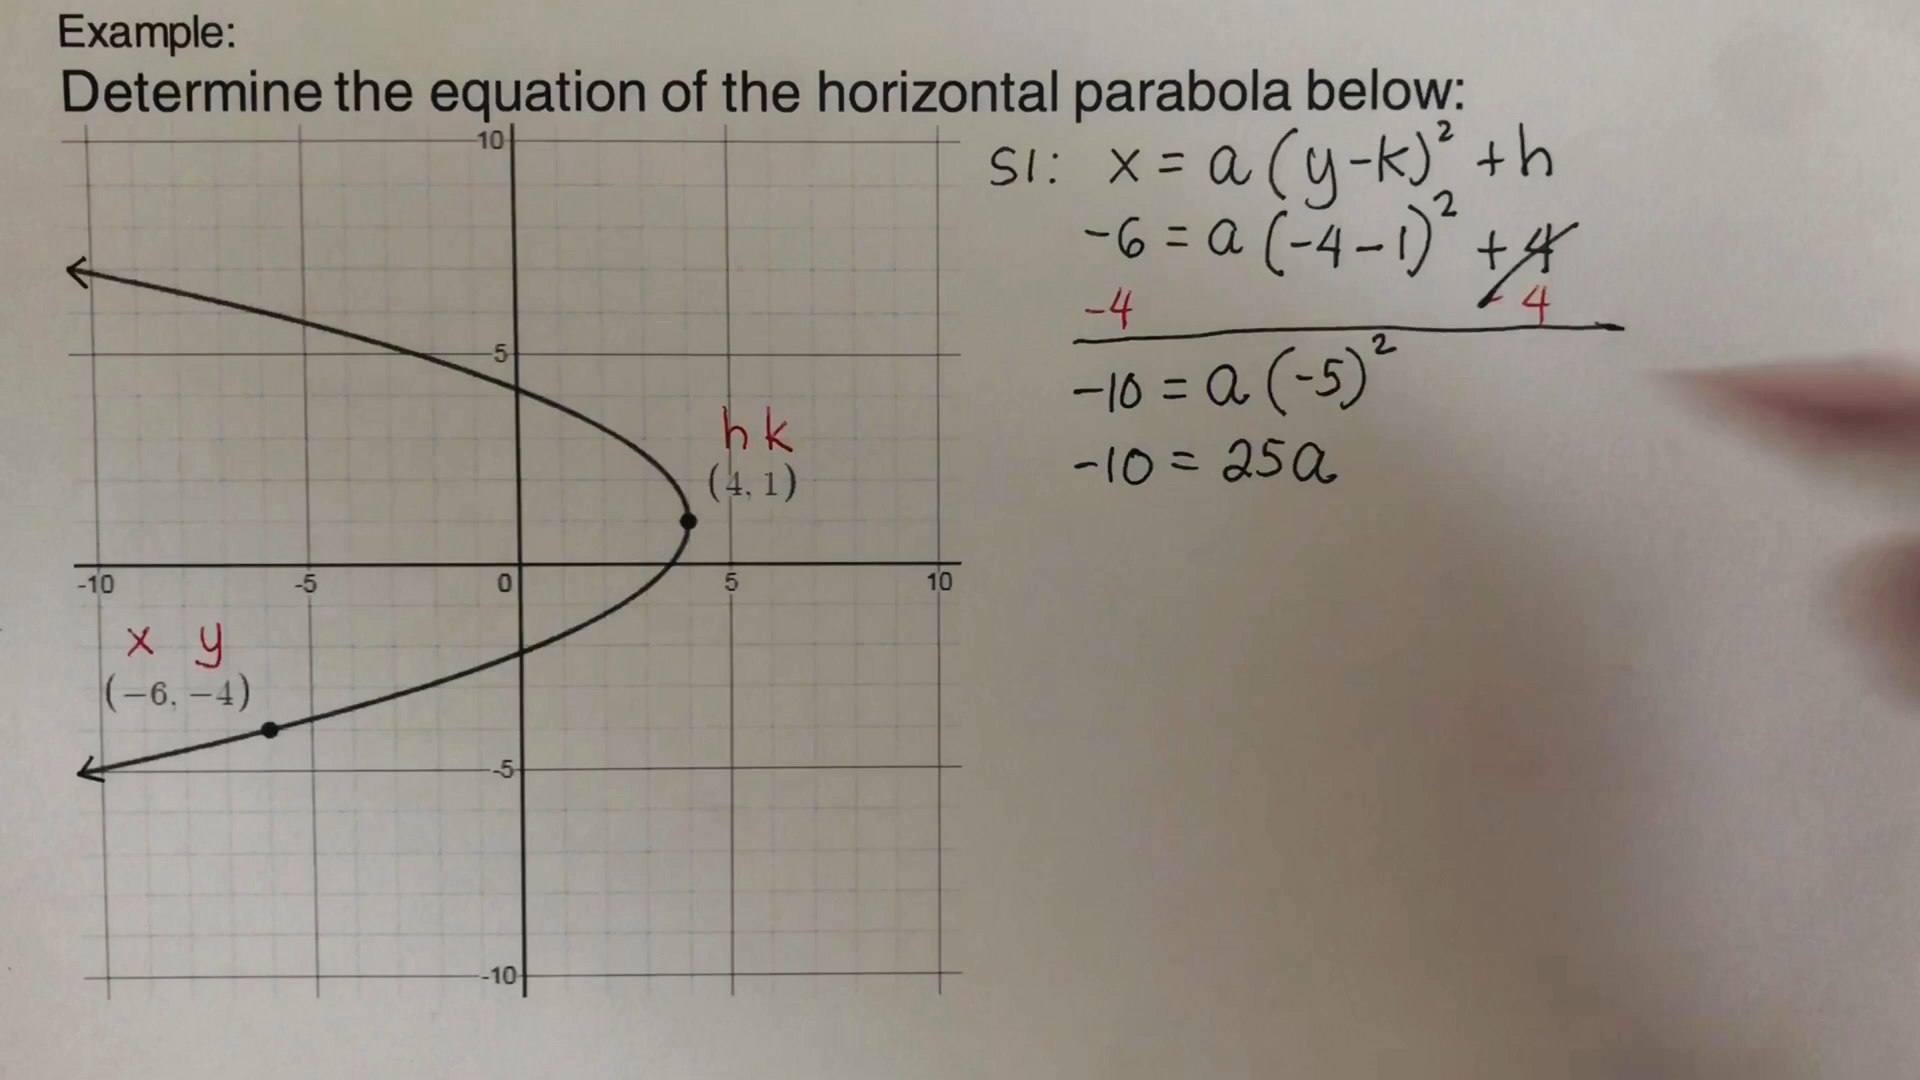 Example:
Determine the equation of the horizontal parabola below:
S1: x = a(y-k)² + h
-6 = a(-4-1)² + 4
-4 - 4
-10 = a(-5)²
-10 = 25a
10
5
h k
(4, 1)
-10 -5 0 5 10
x y
(−6, −4)
-5
-10